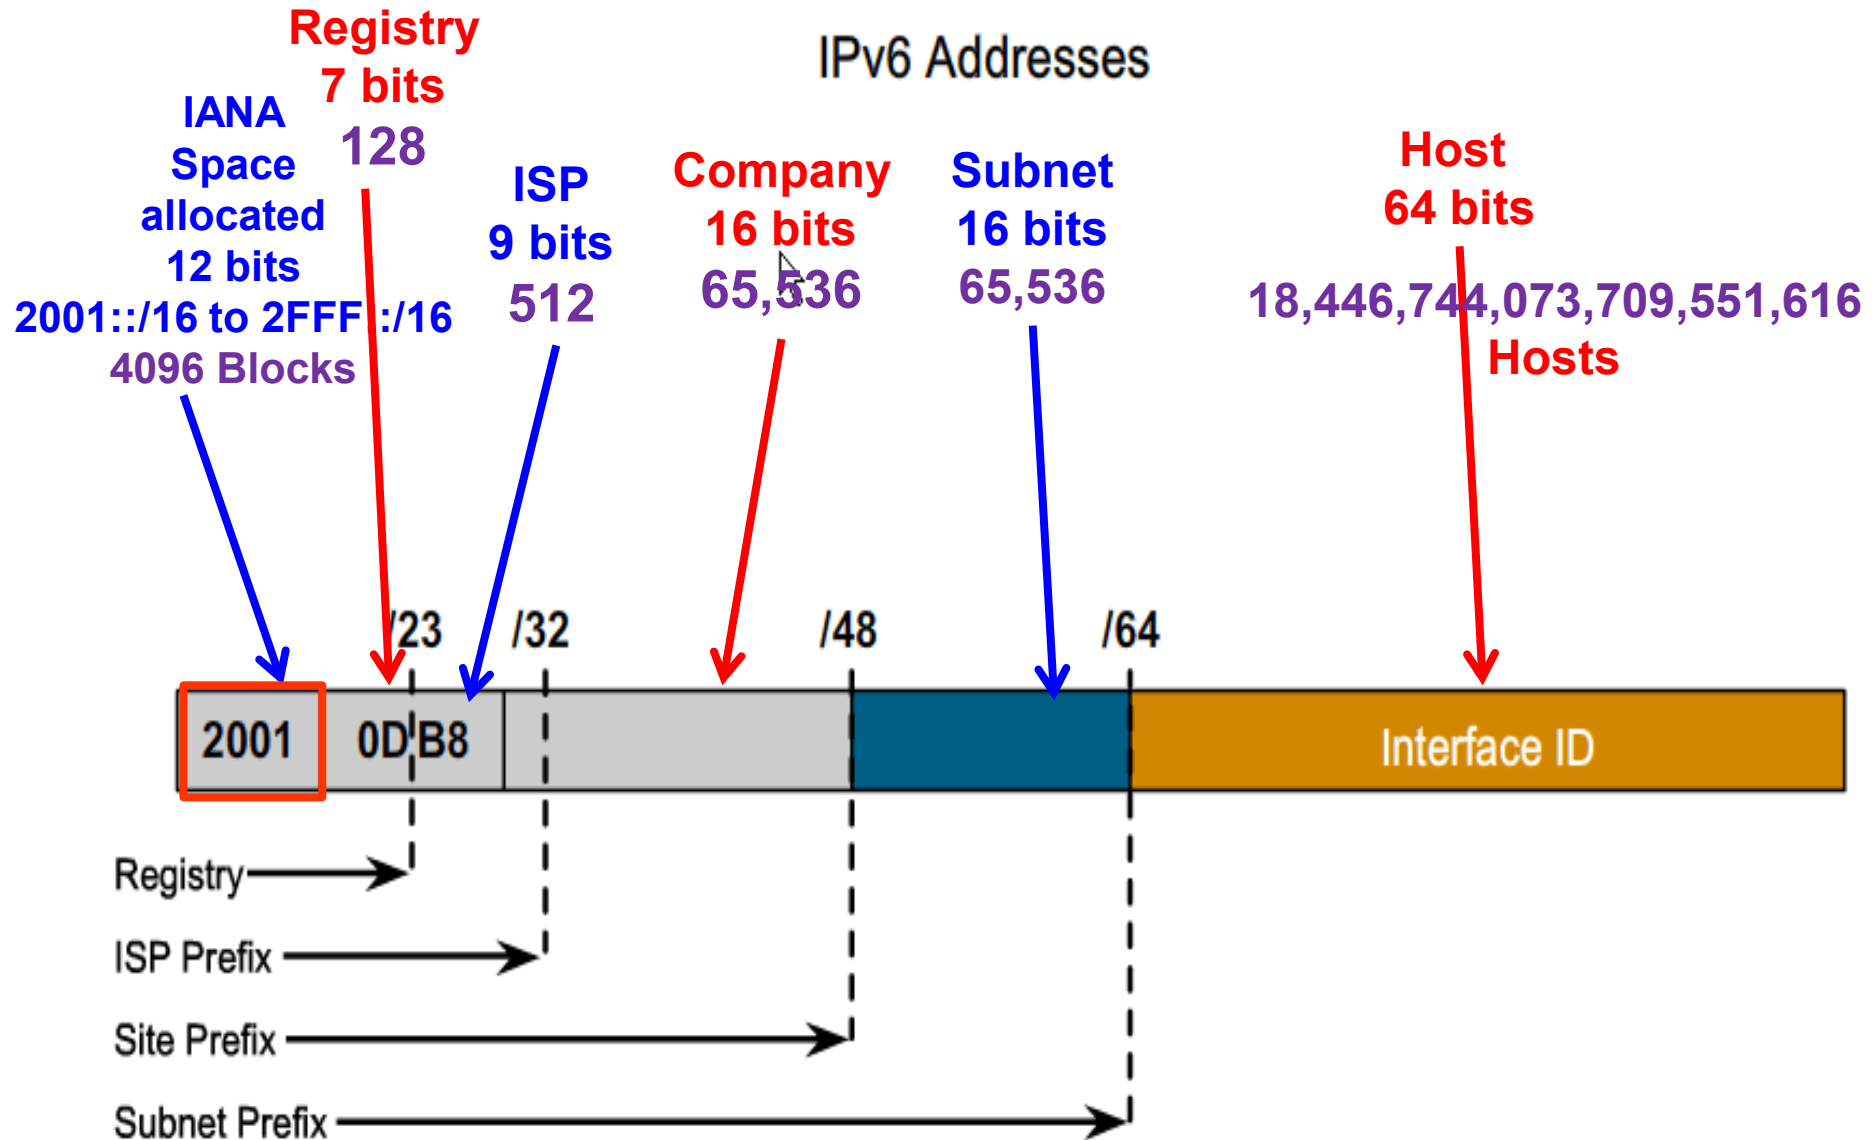 IPv6 Addresses
Registry
7 bits
128
IANA
Space
allocated
12 bits
2001::/16 to 2FFF::/16
4096 Blocks
ISP
9 bits
512
Company
16 bits
65,536
Subnet
16 bits
65,536
Host
64 bits
18,446,744,073,709,551,616
Hosts
/23
/32
/48
/64
2001
0DB8
Interface ID
Registry
ISP Prefix
Site Prefix
Subnet Prefix